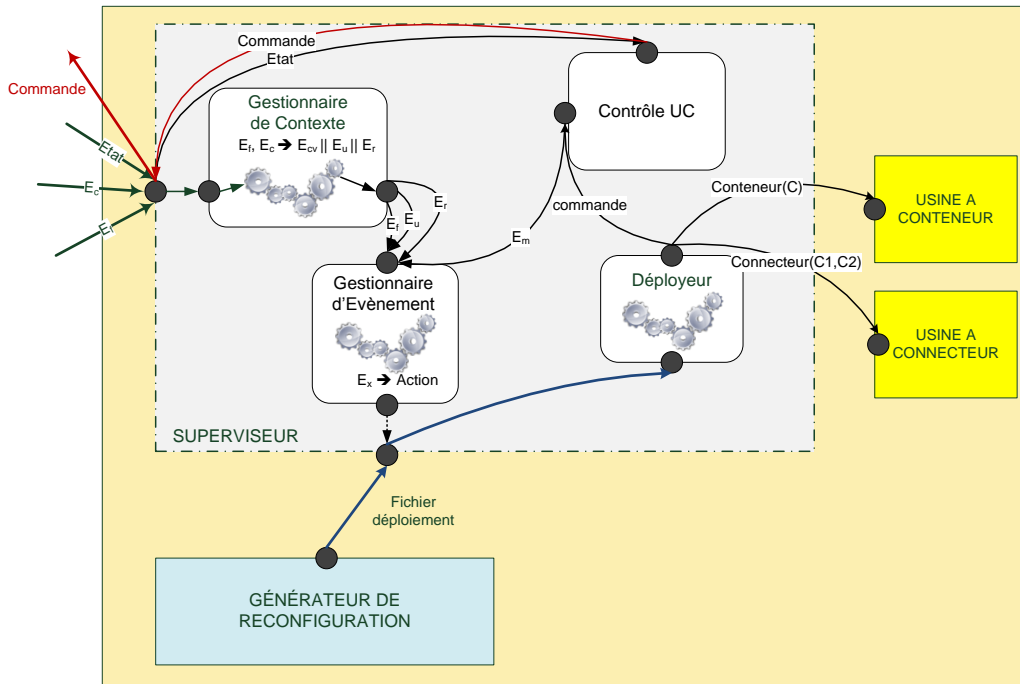 Commande
Etat
Commande
Etat
Ec
Ef
Gestionnaire
de Contexte
Ef, Ec ➔ Ecv || Eu || Er
Ef
Eu
Er
Em
Contrôle UC
commande
Conteneur(C)
Connecteur(C1,C2)
USINE A
CONTENEUR
USINE A
CONNECTEUR
Gestionnaire
d'Evènement
Ex ➔ Action
Déployeur
SUPERVISEUR
Fichier
déploiement
GÉNÉRATEUR DE
RECONFIGURATION